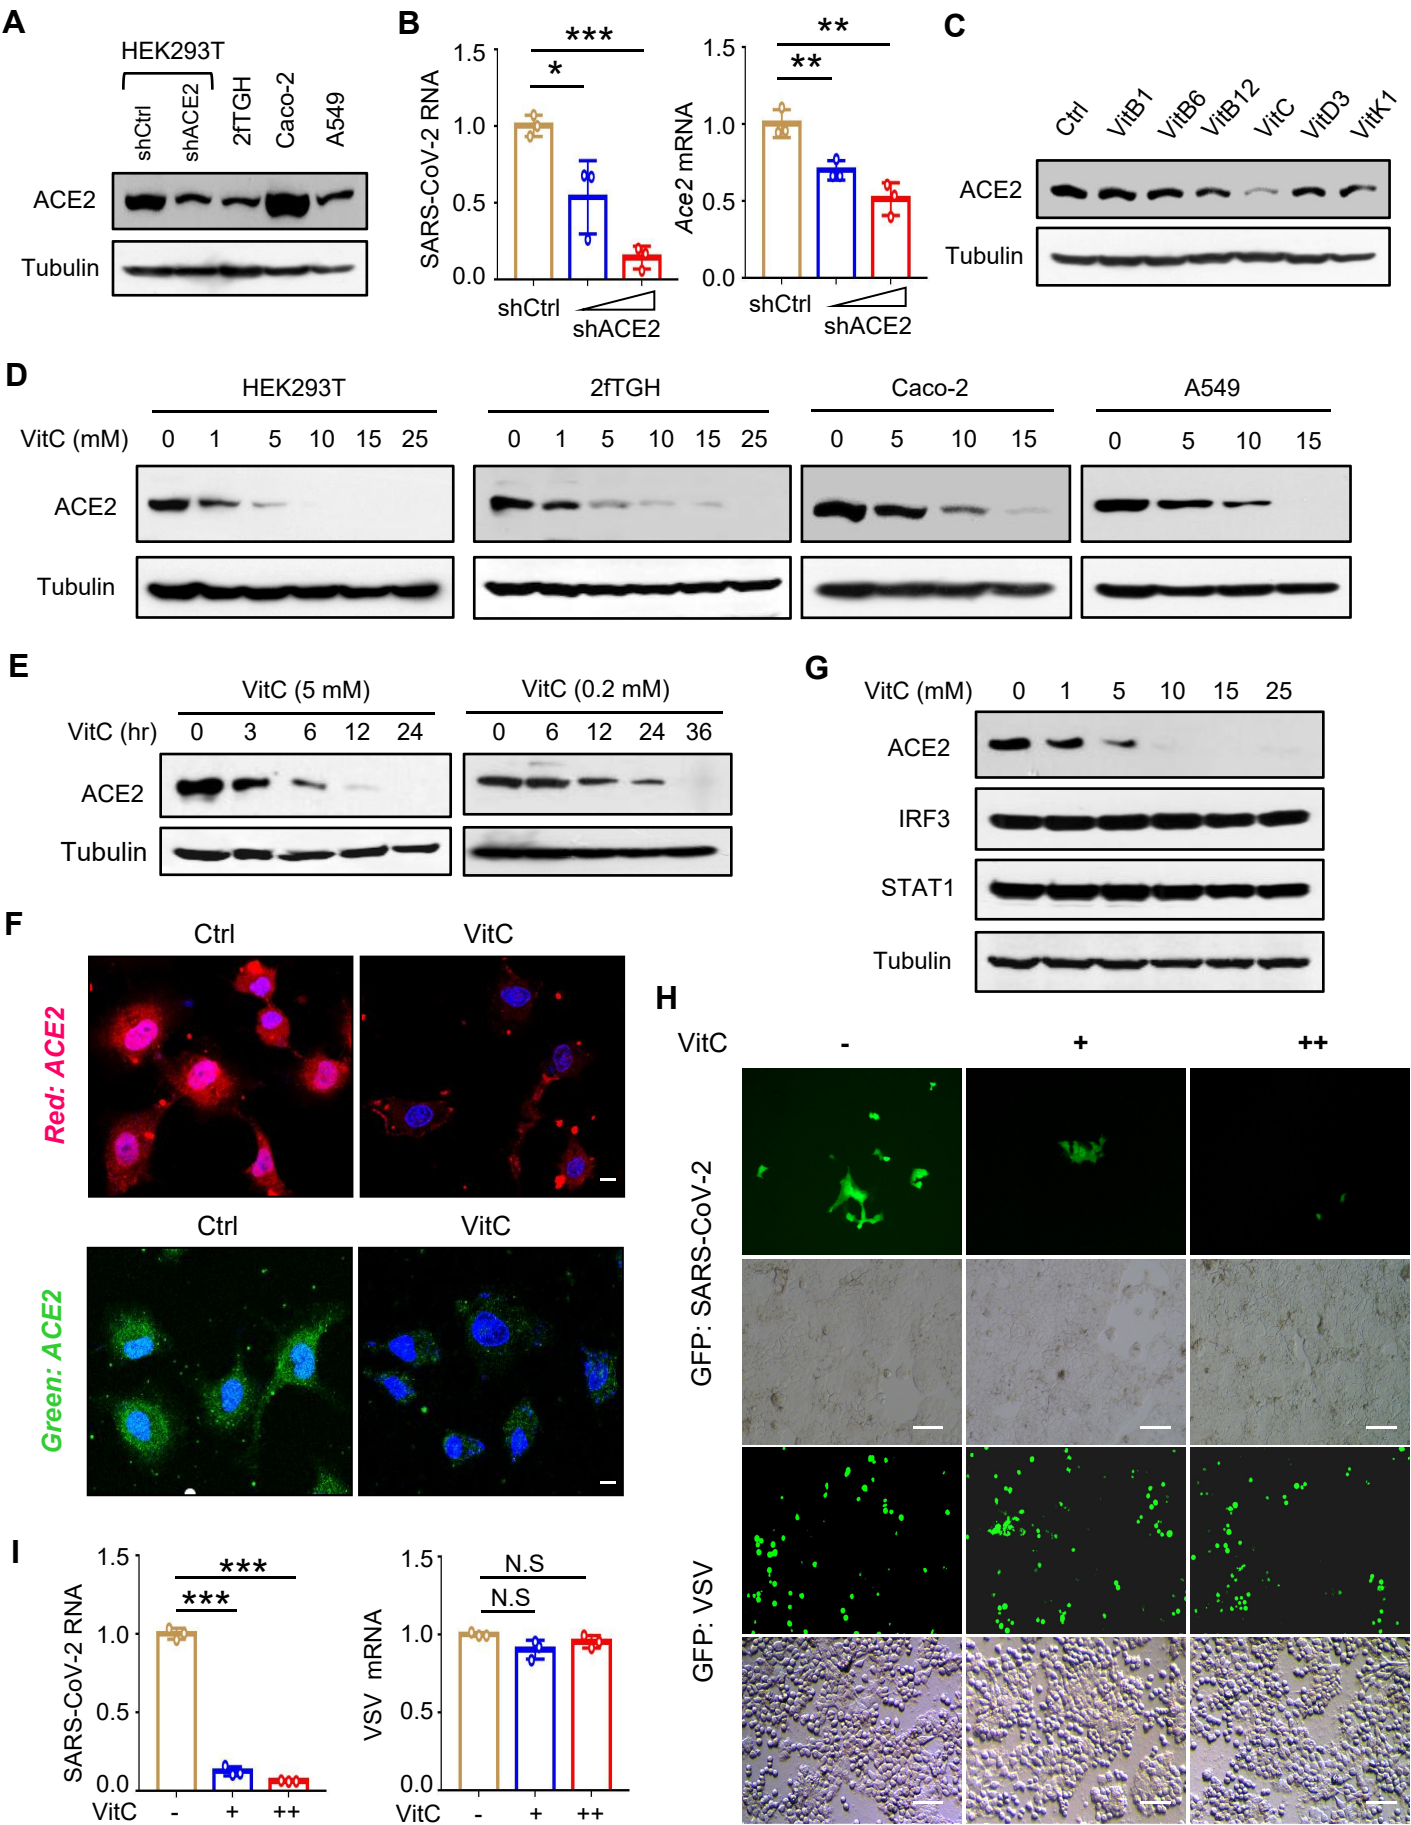 A
HEK293T
shCtrl
shACE2
2fTGH
Caco-2
A549
ACE2
Tubulin
B
SARS-CoV-2 RNA
1.5
1.0
0.5
0.0
***
*
shCtrl
shACE2
Ace2 mRNA
1.5
1.0
0.5
0.0
**
**
shCtrl
shACE2
C
Ctrl
VitB1
VitB6
VitB12
VitC
VitD3
VitK1
ACE2
Tubulin
D
HEK293T 2fTGH Caco-2 A549
VitC (mM) 0 1 5 10 15 25 0 1 5 10 15 25 0 5 10 15 0 5 10 15
ACE2
Tubulin
E
VitC (5 mM) VitC (0.2 mM)
VitC (hr) 0 3 6 12 24 0 6 12 24 36
ACE2
Tubulin
G
VitC (mM) 0 1 5 10 15 25
ACE2
IRF3
STAT1
Tubulin
F
Ctrl VitC
Red: ACE2
Ctrl VitC
Green: ACE2
H
VitC - + ++
GFP: SARS-CoV-2
GFP: VSV
I
SARS-CoV-2 RNA
1.5
1.0
0.5
0.0
***
***
VitC - + ++
VSV mRNA
1.5
1.0
0.5
0.0
N.S
N.S
VitC - + ++